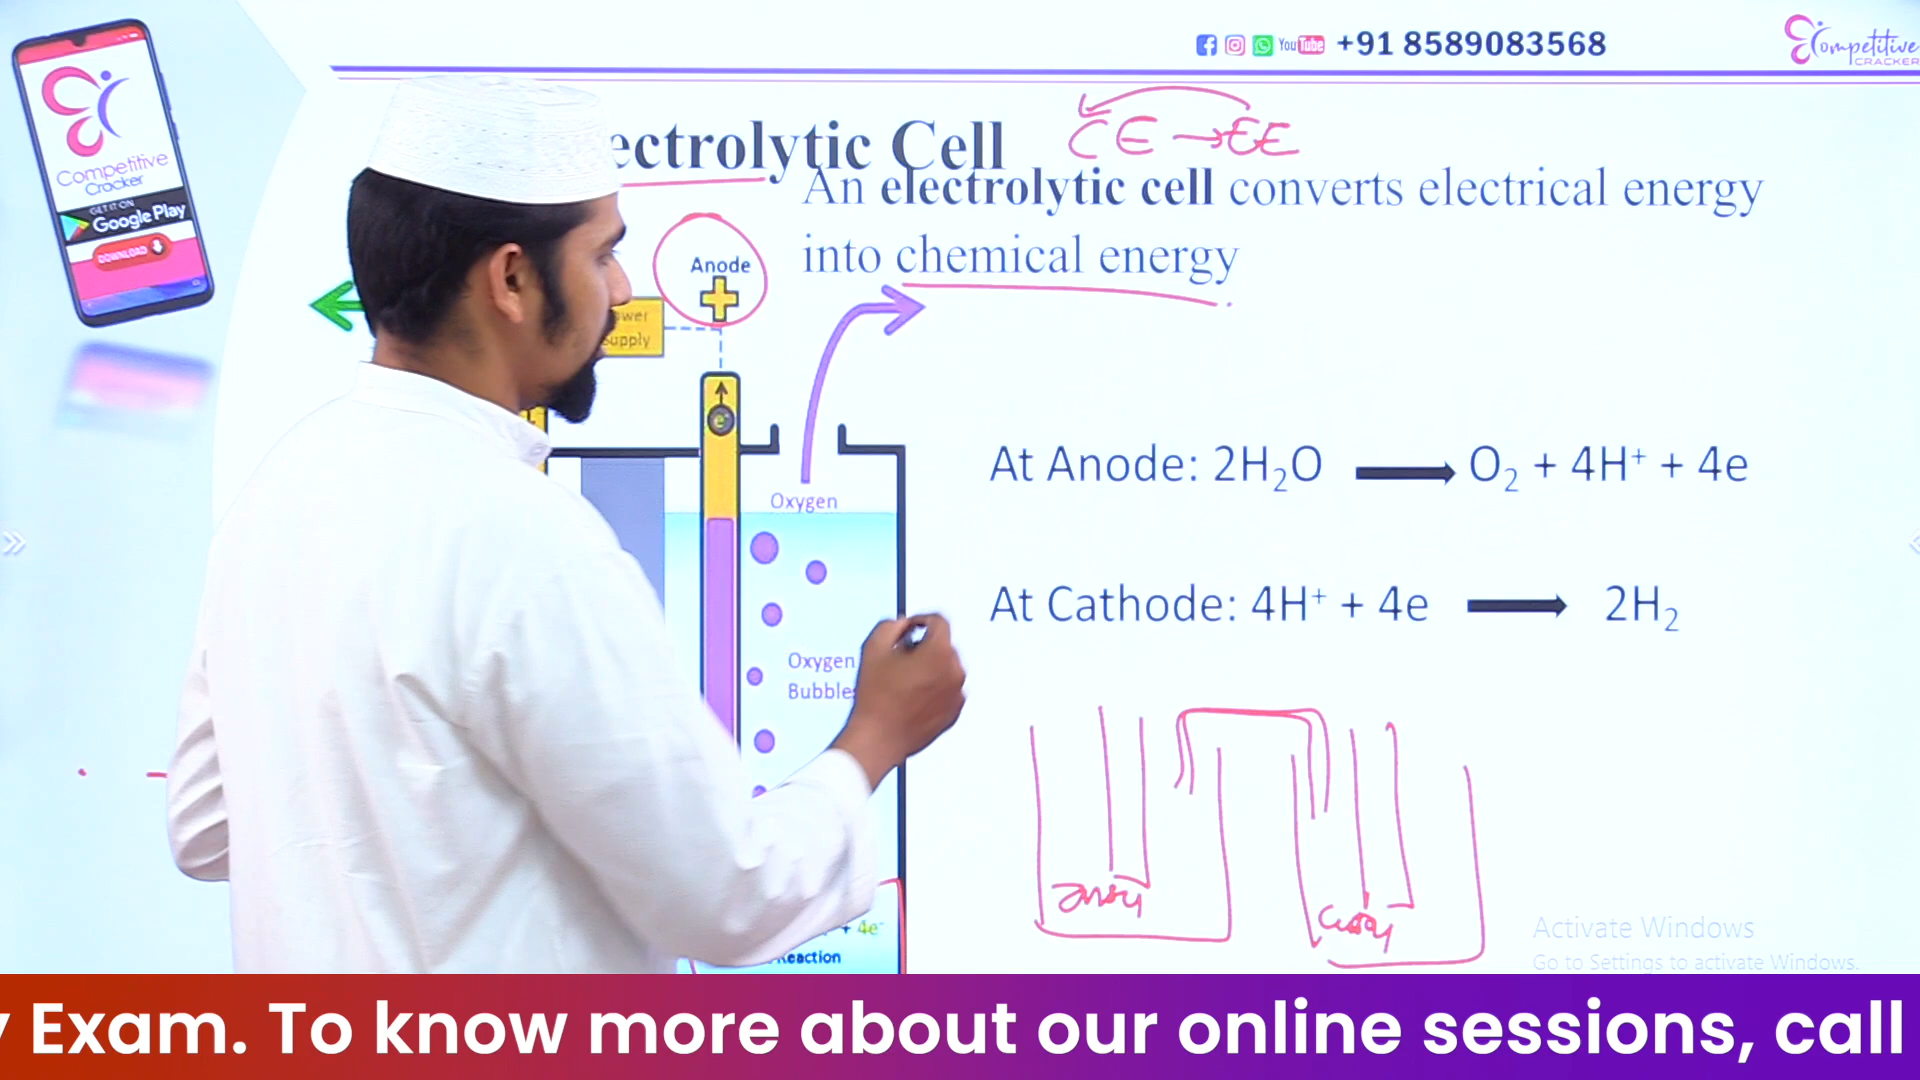 You Tube +91 8589083568
Competitive
CRACKER
Competitive
Cracker
GET IT ON
Google Play
DOWNLOAD
ectrolytic Cell
CE → EE
An electrolytic cell converts electrical energy
into chemical energy
Anode
wer
upply
e
Oxygen
At Anode: 2H₂O → O₂ + 4H⁺ + 4e
At Cathode: 4H⁺ + 4e → 2H₂
Oxygen
Bubble
+ 4e⁻
Reaction
Activate Windows
Go to Settings to activate Windows.
y Exam. To know more about our online sessions, call